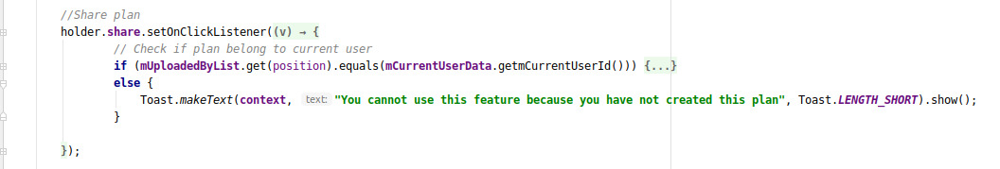 //Share plan
holder.share.setOnClickListener((v) → {
// Check if plan belong to current user
if (mUploadedByList.get(position).equals(mCurrentUserData.getmCurrentUserId())) {...}
else {
Toast.makeText(context, text: "You cannot use this feature because you have not created this plan", Toast.LENGTH_SHORT).show();
}
});